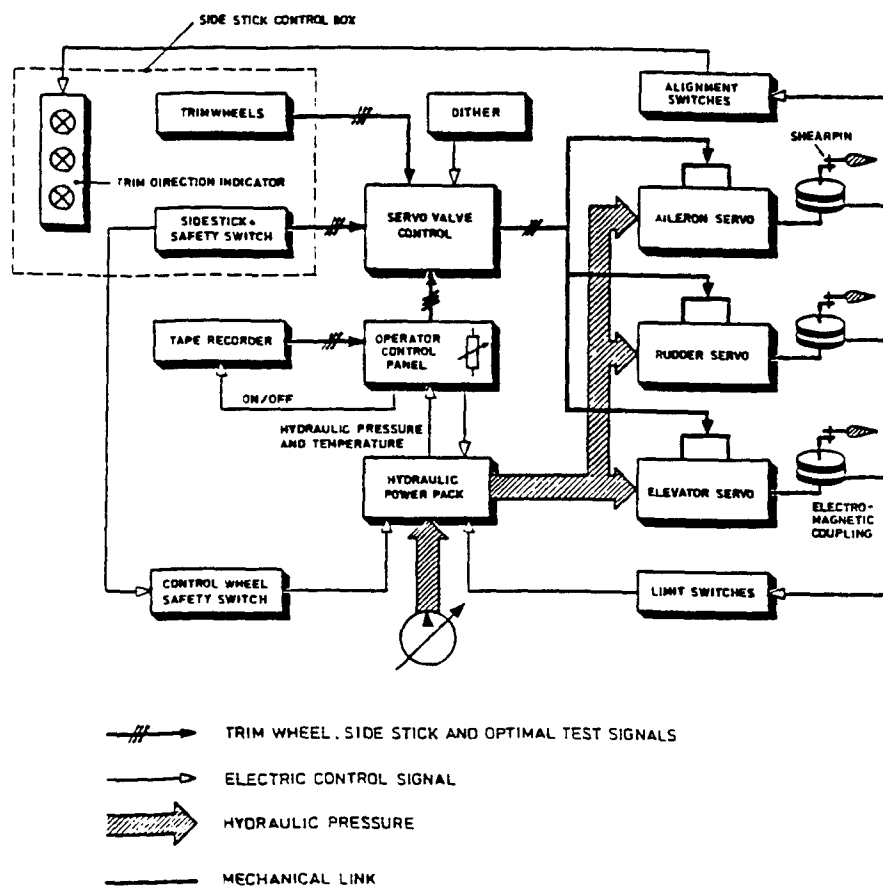 SIDE STICK CONTROL BOX
ALIGNMENT
SWITCHES
TRIMWHEELS
DITHER
SHEARPIN
TRIM DIRECTION INDICATOR
SERVO VALVE
CONTROL
AILERON SERVO
SIDESTICK+
SAFETY SWITCH
TAPE RECORDER
OPERATOR
CONTROL
PANEL
RUDDER SERVO
ON/OFF
HYDRAULIC PRESSURE
AND TEMPERATURE
HYDRAULIC
POWER PACK
ELEVATOR SERVO
ELECTRO-
MAGNETIC
COUPLING
CONTROL WHEEL
SAFETY SWITCH
LIMIT SWITCHES
TRIM WHEEL, SIDE STICK AND OPTIMAL TEST SIGNALS
ELECTRIC CONTROL SIGNAL
HYDRAULIC PRESSURE
MECHANICAL LINK